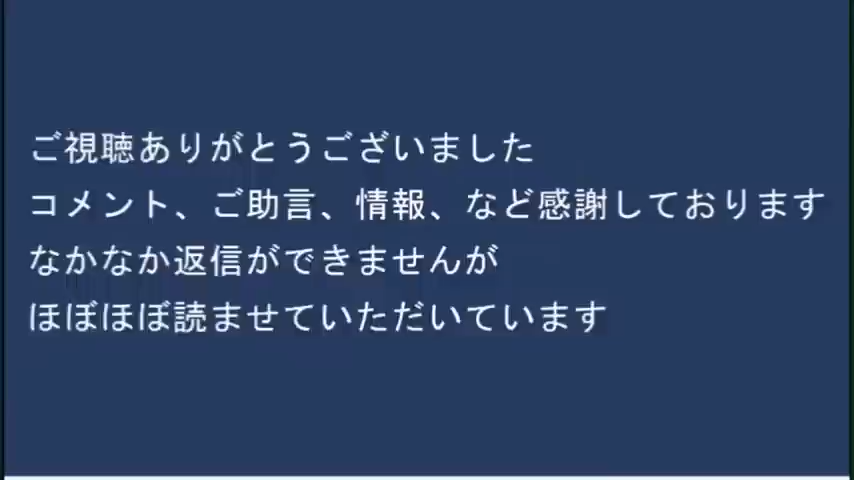 ご視聴ありがとうございました
コメント、ご助言、情報、など感謝しております
なかなか返信ができませんが
ほぼほぼ読ませていただいています